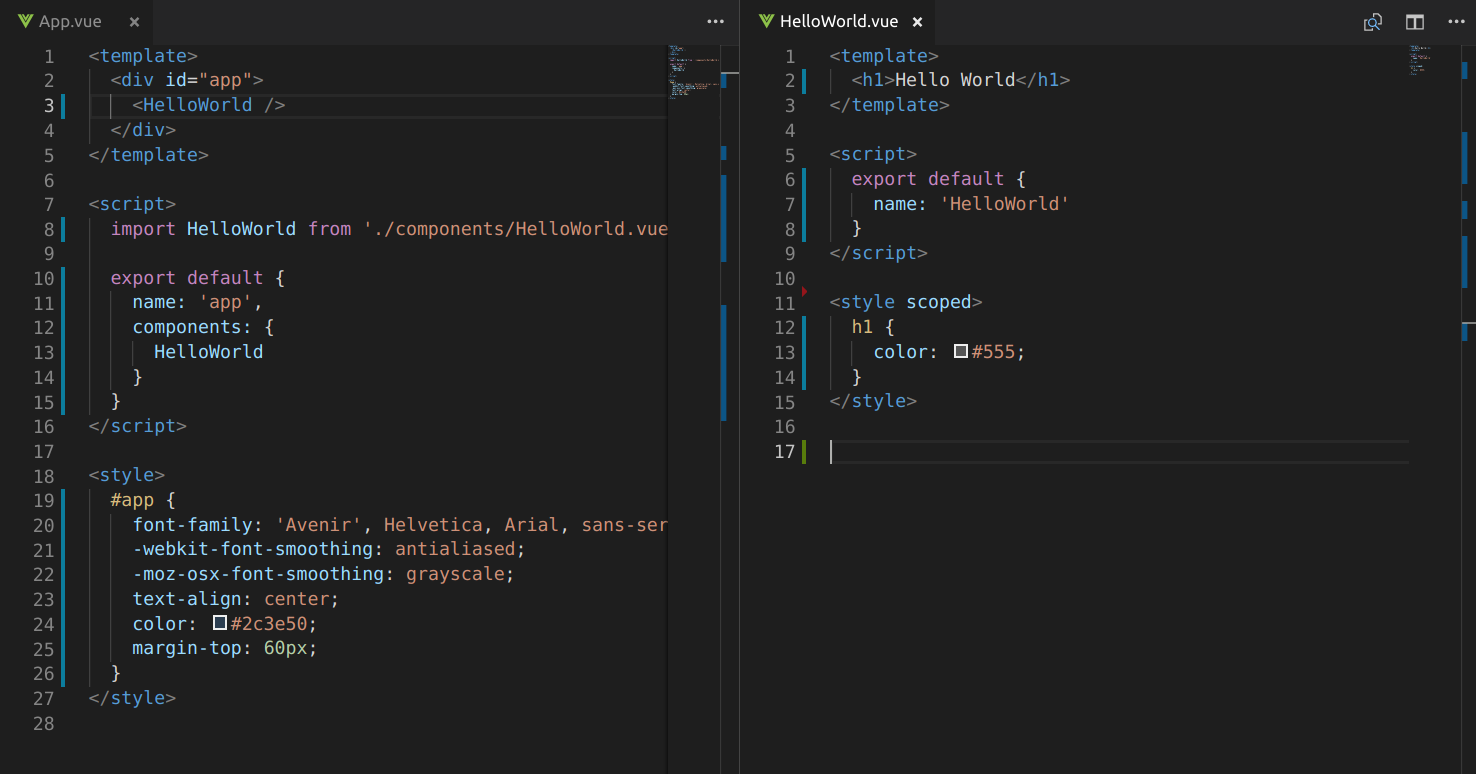 App.vue
1 <template>
2 <div id="app">
3 <HelloWorld />
4 </div>
5 </template>
6
7 <script>
8 import HelloWorld from './components/HelloWorld.vue
9
10 export default {
11 name: 'app',
12 components: {
13 HelloWorld
14 }
15 }
16 </script>
17
18 <style>
19 #app {
20 font-family: 'Avenir', Helvetica, Arial, sans-ser
21 -webkit-font-smoothing: antialiased;
22 -moz-osx-font-smoothing: grayscale;
23 text-align: center;
24 color: #2c3e50;
25 margin-top: 60px;
26 }
27 </style>
28
HelloWorld.vue
1 <template>
2 <h1>Hello World</h1>
3 </template>
4
5 <script>
6 export default {
7 name: 'HelloWorld'
8 }
9 </script>
10
11 <style scoped>
12 h1 {
13 color: #555;
14 }
15 </style>
16
17